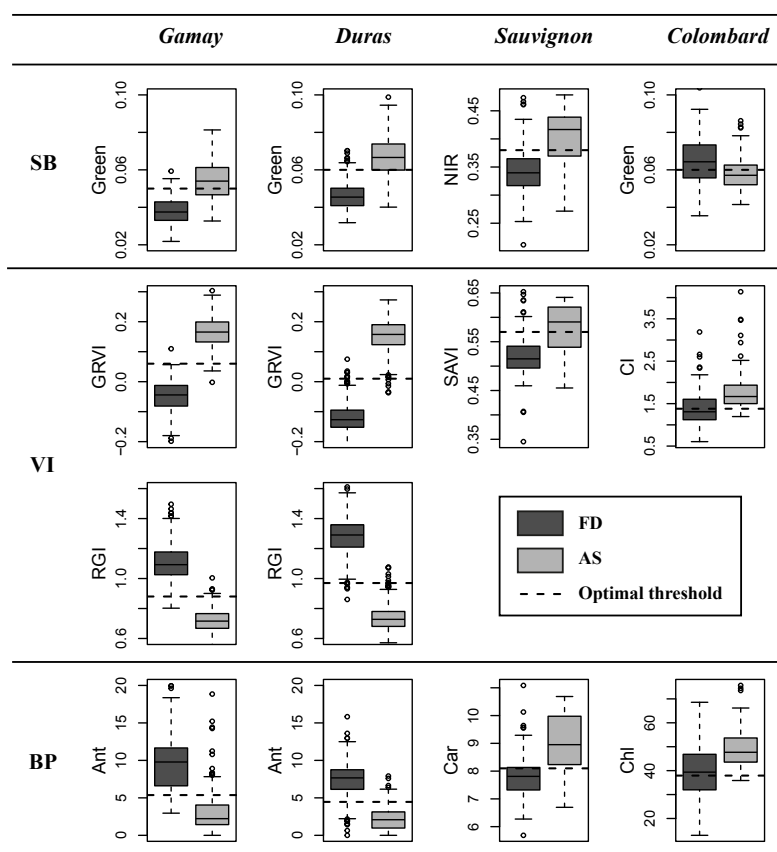 Gamay Duras Sauvignon Colombard
SB
Green 0.02 0.06 0.10
Green 0.02 0.06 0.10
NIR 0.25 0.35 0.45
Green 0.02 0.06 0.10
VI
GRVI −0.2 0.0 0.2
GRVI −0.2 0.0 0.2
SAVI 0.35 0.45 0.55 0.65
CI 0.5 1.5 2.5 3.5
RGI 0.6 1.0 1.4
RGI 0.6 1.0 1.4
FD
AS
Optimal threshold
BP
Ant 0 5 10 15 20
Ant 0 5 10 15 20
Car 6 7 8 9 10 11
Chl 20 40 60